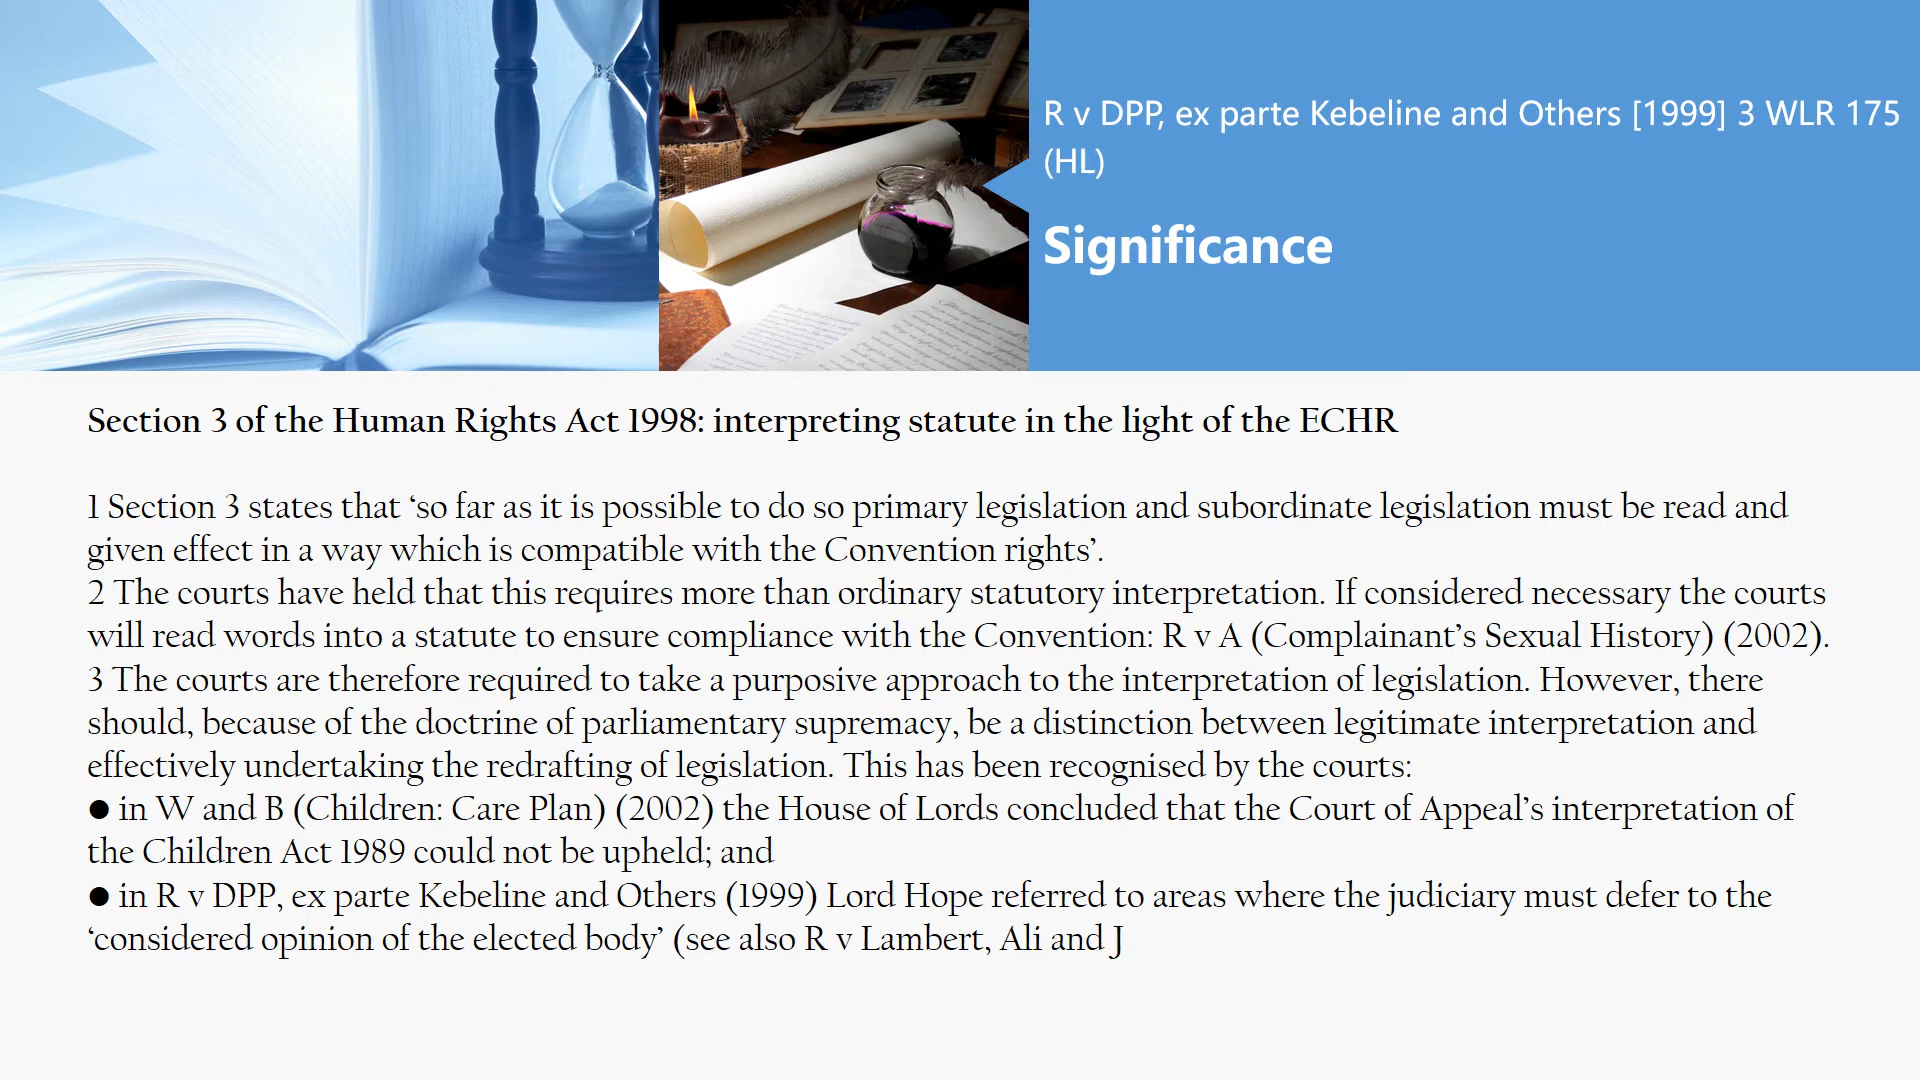 R v DPP, ex parte Kebeline and Others [1999] 3 WLR 175
(HL)
Significance
Section 3 of the Human Rights Act 1998: interpreting statute in the light of the ECHR
1 Section 3 states that ‘so far as it is possible to do so primary legislation and subordinate legislation must be read and
given effect in a way which is compatible with the Convention rights’.
2 The courts have held that this requires more than ordinary statutory interpretation. If considered necessary the courts
will read words into a statute to ensure compliance with the Convention: R v A (Complainant’s Sexual History) (2002).
3 The courts are therefore required to take a purposive approach to the interpretation of legislation. However, there
should, because of the doctrine of parliamentary supremacy, be a distinction between legitimate interpretation and
effectively undertaking the redrafting of legislation. This has been recognised by the courts:
● in W and B (Children: Care Plan) (2002) the House of Lords concluded that the Court of Appeal’s interpretation of
the Children Act 1989 could not be upheld; and
● in R v DPP, ex parte Kebeline and Others (1999) Lord Hope referred to areas where the judiciary must defer to the
‘considered opinion of the elected body’ (see also R v Lambert, Ali and J